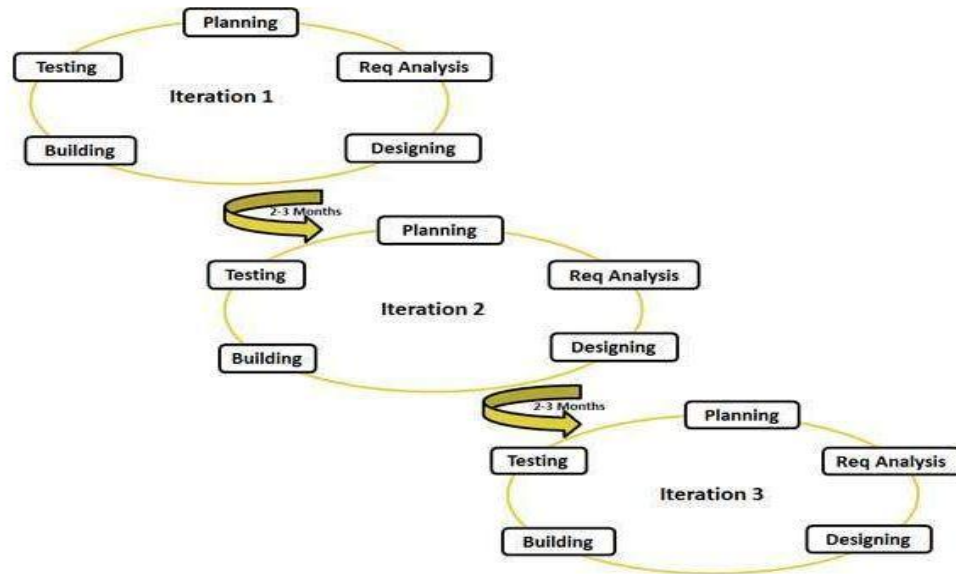 Planning
Testing
Req Analysis
Iteration 1
Building
Designing
2-3 Months
Planning
Testing
Req Analysis
Iteration 2
Building
Designing
2-3 Months
Planning
Testing
Req Analysis
Iteration 3
Building
Designing